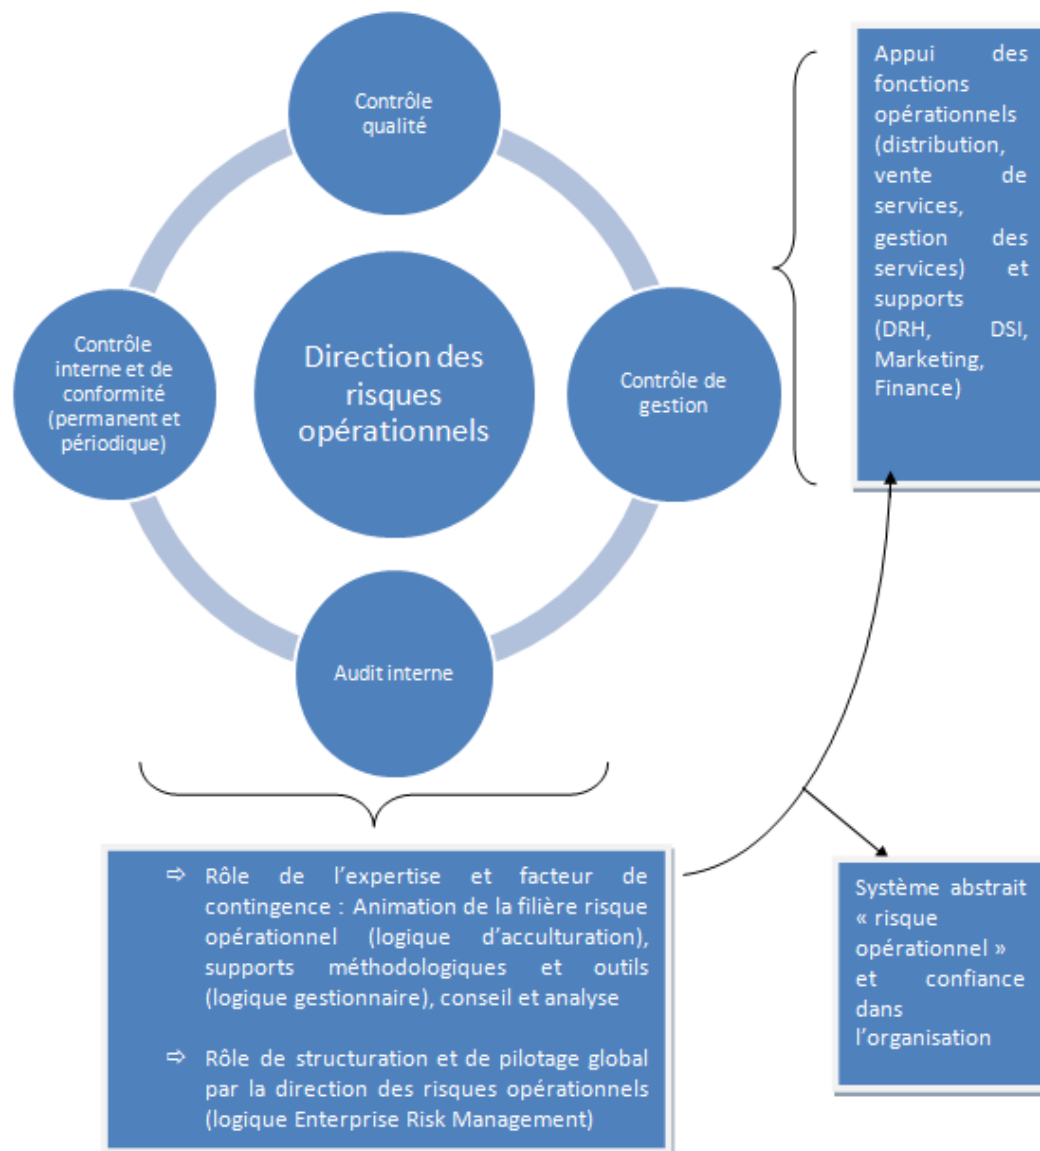 Contrôle
qualité
Contrôle
interne et de
conformité
(permanent et
périodique)
Direction des
risques
opérationnels
Contrôle de
gestion
Audit interne
Appui des
fonctions
opérationnels
(distribution,
vente de
services,
gestion des
services) et
supports
(DRH, DSI,
Marketing,
Finance)
⇨ Rôle de l’expertise et facteur de
contingence : Animation de la filière risque
opérationnel (logique d’acculturation),
supports méthodologiques et outils
(logique gestionnaire), conseil et analyse
⇨ Rôle de structuration et de pilotage global
par la direction des risques opérationnels
(logique Enterprise Risk Management)
Système abstrait
« risque
opérationnel »
et confiance
dans
l’organisation